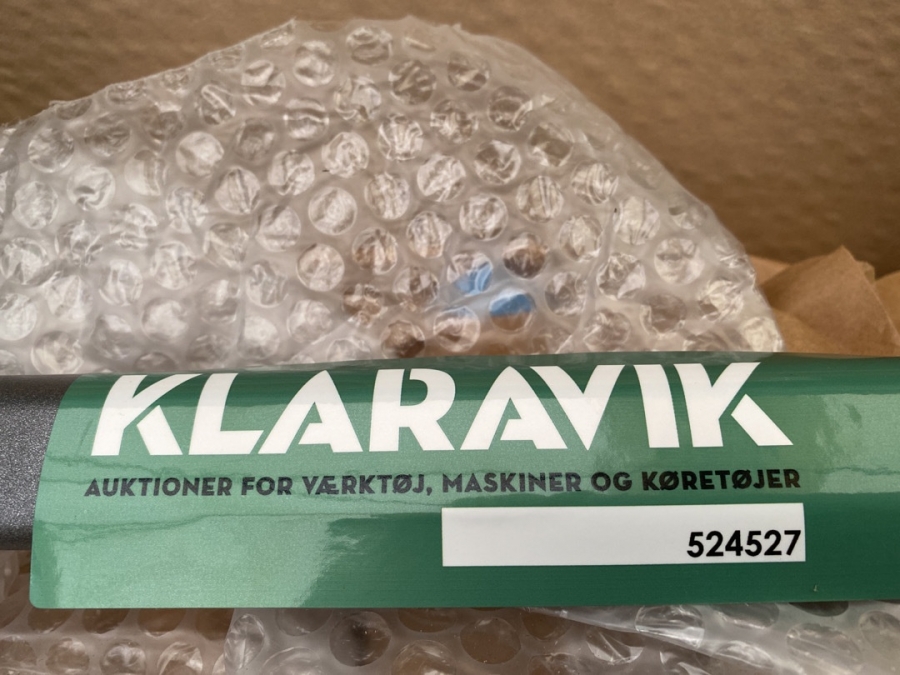 KLARAVIK
AUKTIONER FOR VÆRKTØJ, MASKINER OG KØRETØJER
524527